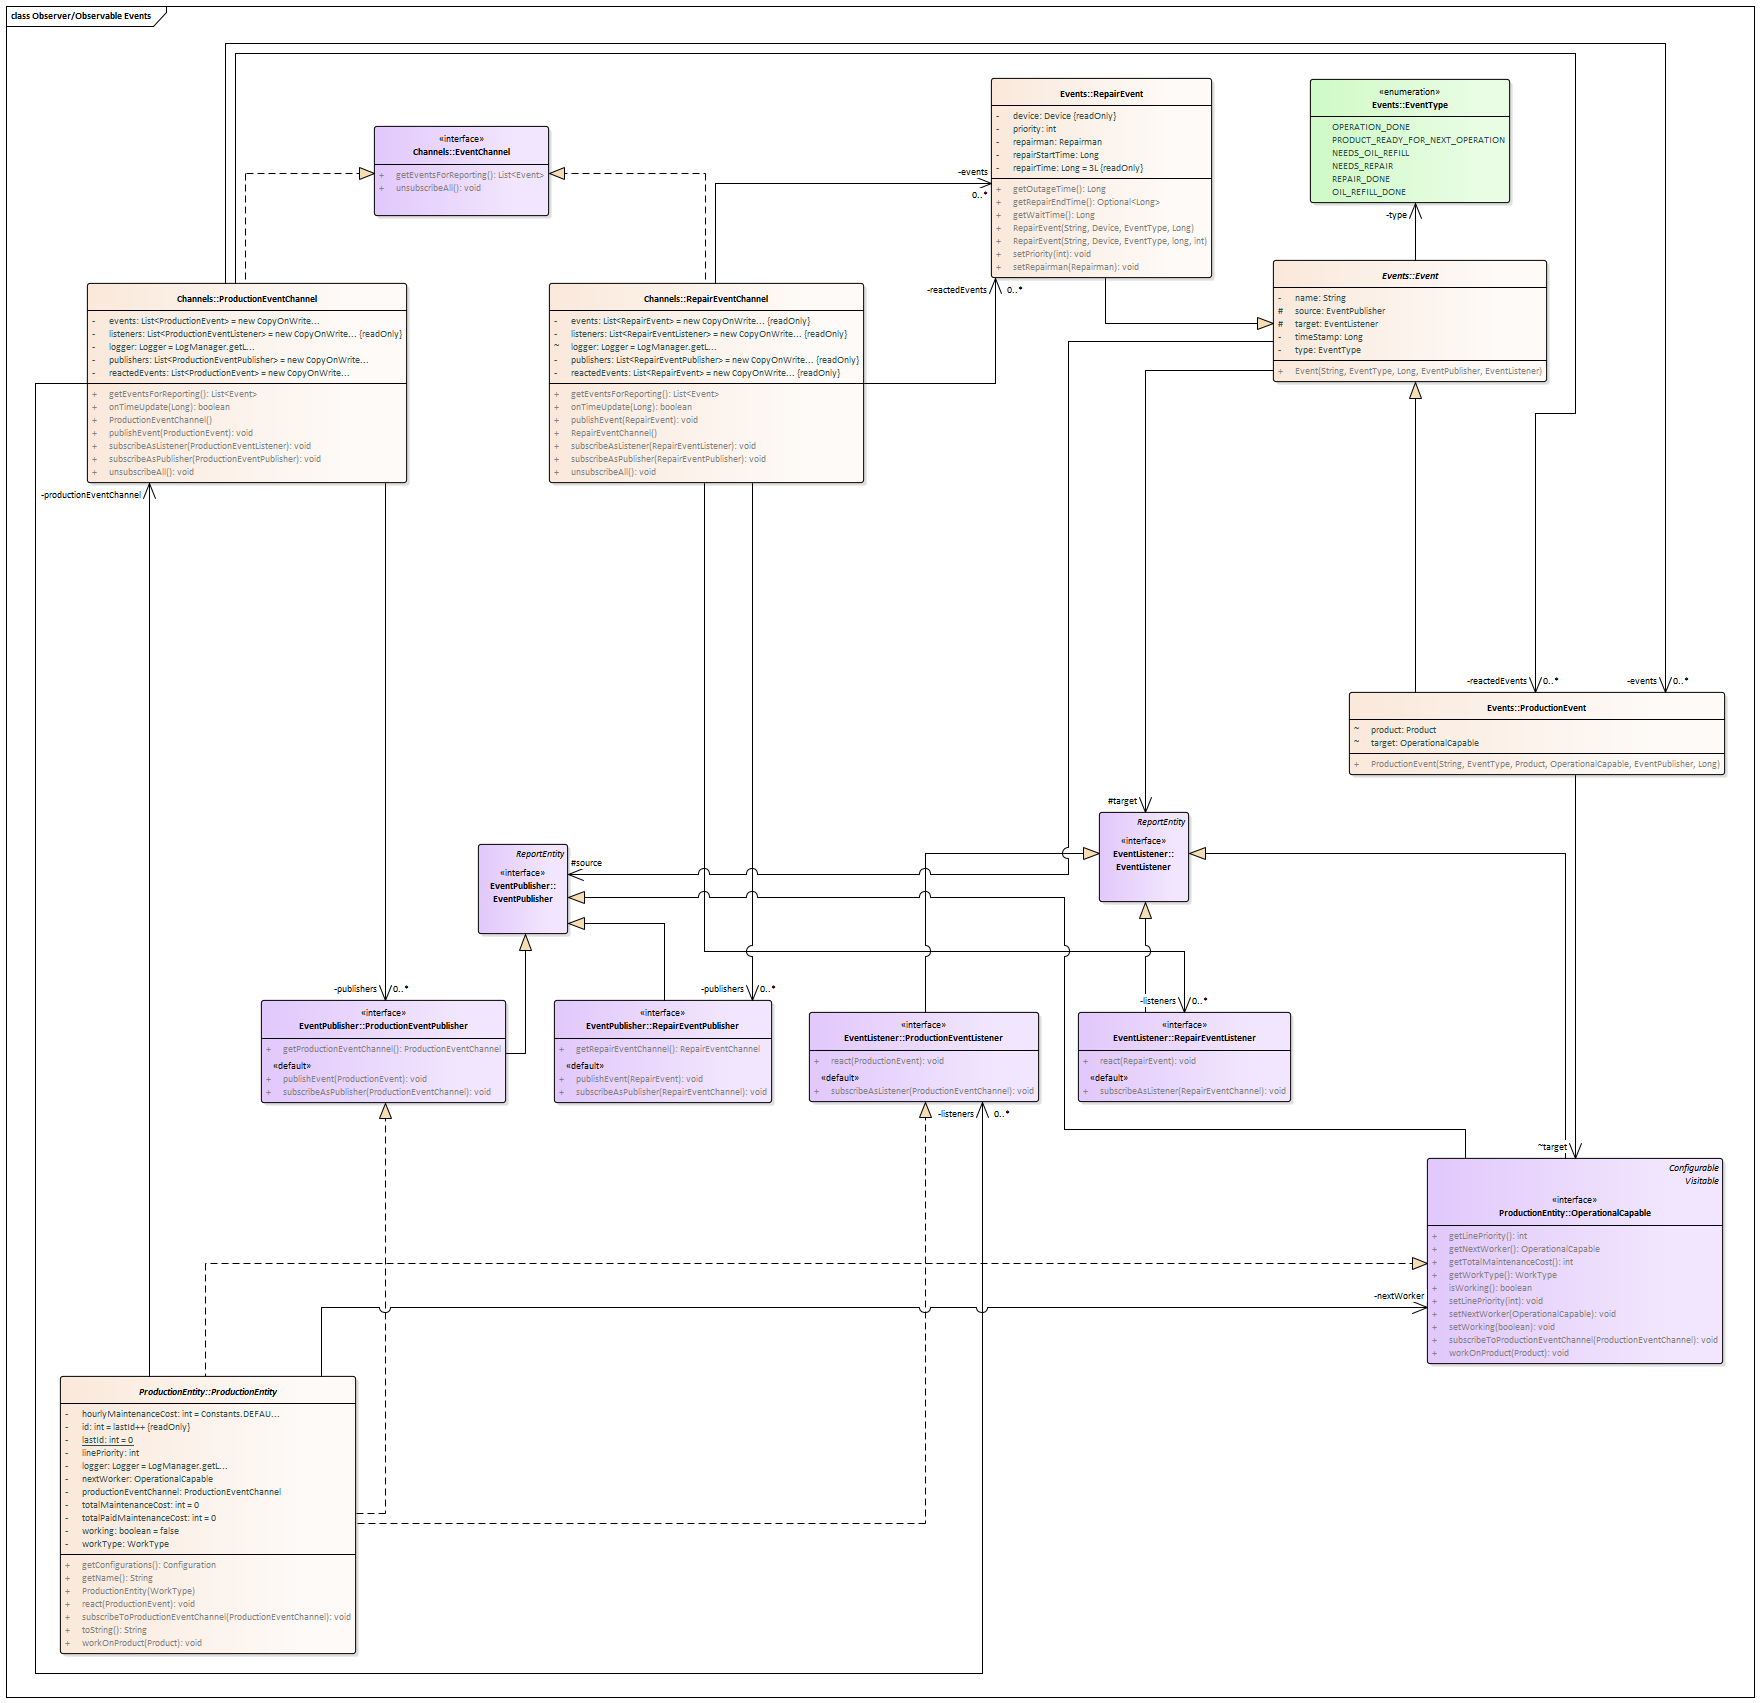 class Observer/Observable Events
«interface»
Channels::EventChannel
+ getEventsForReporting(): List<Event>
+ unsubscribeAll(): void
Events::RepairEvent
- device: Device {readOnly}
- priority: int
- repairman: Repairman
- repairStartTime: Long
- repairTime: Long = 3L {readOnly}
+ getOutageTime(): Long
+ getRepairEndTime(): Optional<Long>
+ getWaitTime(): Long
+ RepairEvent(String, Device, EventType, Long)
+ RepairEvent(String, Device, EventType, long, int)
+ setPriority(int): void
+ setRepairman(Repairman): void
«enumeration»
Events::EventType
OPERATION_DONE
PRODUCT_READY_FOR_NEXT_OPERATION
NEEDS_OIL_REFILL
NEEDS_REPAIR
REPAIR_DONE
OIL_REFILL_DONE
-events
0..*
-type
-reactedEvents
0..*
Channels::ProductionEventChannel
- events: List<ProductionEvent> = new CopyOnWrite...
- listeners: List<ProductionEventListener> = new CopyOnWrite... {readOnly}
- logger: Logger = LogManager.getL...
- publishers: List<ProductionEventPublisher> = new CopyOnWrite...
- reactedEvents: List<ProductionEvent> = new CopyOnWrite...
+ getEventsForReporting(): List<Event>
+ onTimeUpdate(Long): boolean
+ ProductionEventChannel()
+ publishEvent(ProductionEvent): void
+ subscribeAsListener(ProductionEventListener): void
+ subscribeAsPublisher(ProductionEventPublisher): void
+ unsubscribeAll(): void
Channels::RepairEventChannel
- events: List<RepairEvent> = new CopyOnWrite... {readOnly}
- listeners: List<RepairEventListener> = new CopyOnWrite... {readOnly}
~ logger: Logger = LogManager.getL...
- publishers: List<RepairEventPublisher> = new CopyOnWrite... {readOnly}
- reactedEvents: List<RepairEvent> = new CopyOnWrite... {readOnly}
+ getEventsForReporting(): List<Event>
+ onTimeUpdate(Long): boolean
+ publishEvent(RepairEvent): void
+ RepairEventChannel()
+ subscribeAsListener(RepairEventListener): void
+ subscribeAsPublisher(RepairEventPublisher): void
+ unsubscribeAll(): void
Events::Event
- name: String
# source: EventPublisher
# target: EventListener
- timeStamp: Long
- type: EventType
+ Event(String, EventType, Long, EventPublisher, EventListener)
-productionEventChannel
-reactedEvents
0..*
-events
0..*
Events::ProductionEvent
~ product: Product
~ target: OperationalCapable
+ ProductionEvent(String, EventType, Product, OperationalCapable, EventPublisher, Long)
#target
ReportEntity
«interface»
EventListener::
EventListener
ReportEntity
«interface»
EventPublisher::
EventPublisher
#source
-publishers
0..*
-publishers
0..*
-listeners
0..*
«interface»
EventPublisher::ProductionEventPublisher
+ getProductionEventChannel(): ProductionEventChannel
«default»
+ publishEvent(ProductionEvent): void
+ subscribeAsPublisher(ProductionEventChannel): void
«interface»
EventPublisher::RepairEventPublisher
+ getRepairEventChannel(): RepairEventChannel
«default»
+ publishEvent(RepairEvent): void
+ subscribeAsPublisher(RepairEventChannel): void
«interface»
EventListener::ProductionEventListener
+ react(ProductionEvent): void
«default»
+ subscribeAsListener(ProductionEventChannel): void
«interface»
EventListener::RepairEventListener
+ react(RepairEvent): void
«default»
+ subscribeAsListener(RepairEventChannel): void
-listeners
0..*
~target
Configurable
Visitable
«interface»
ProductionEntity::OperationalCapable
+ getLinePriority(): int
+ getNextWorker(): OperationalCapable
+ getTotalMaintenanceCost(): int
+ getWorkType(): WorkType
+ isWorking(): boolean
+ setLinePriority(int): void
+ setNextWorker(OperationalCapable): void
+ setWorking(boolean): void
+ subscribeToProductionEventChannel(ProductionEventChannel): void
+ workOnProduct(Product): void
-nextWorker
ProductionEntity::ProductionEntity
- hourlyMaintenanceCost: int = Constants.DEFAU...
- id: int = lastId++ {readOnly}
- lastId: int = 0
- linePriority: int
- logger: Logger = LogManager.getL...
- nextWorker: OperationalCapable
- productionEventChannel: ProductionEventChannel
- totalMaintenanceCost: int = 0
- totalPaidMaintenanceCost: int = 0
- working: boolean = false
- workType: WorkType
+ getConfigurations(): Configuration
+ getName(): String
+ ProductionEntity(WorkType)
+ react(ProductionEvent): void
+ subscribeToProductionEventChannel(ProductionEventChannel): void
+ toString(): String
+ workOnProduct(Product): void